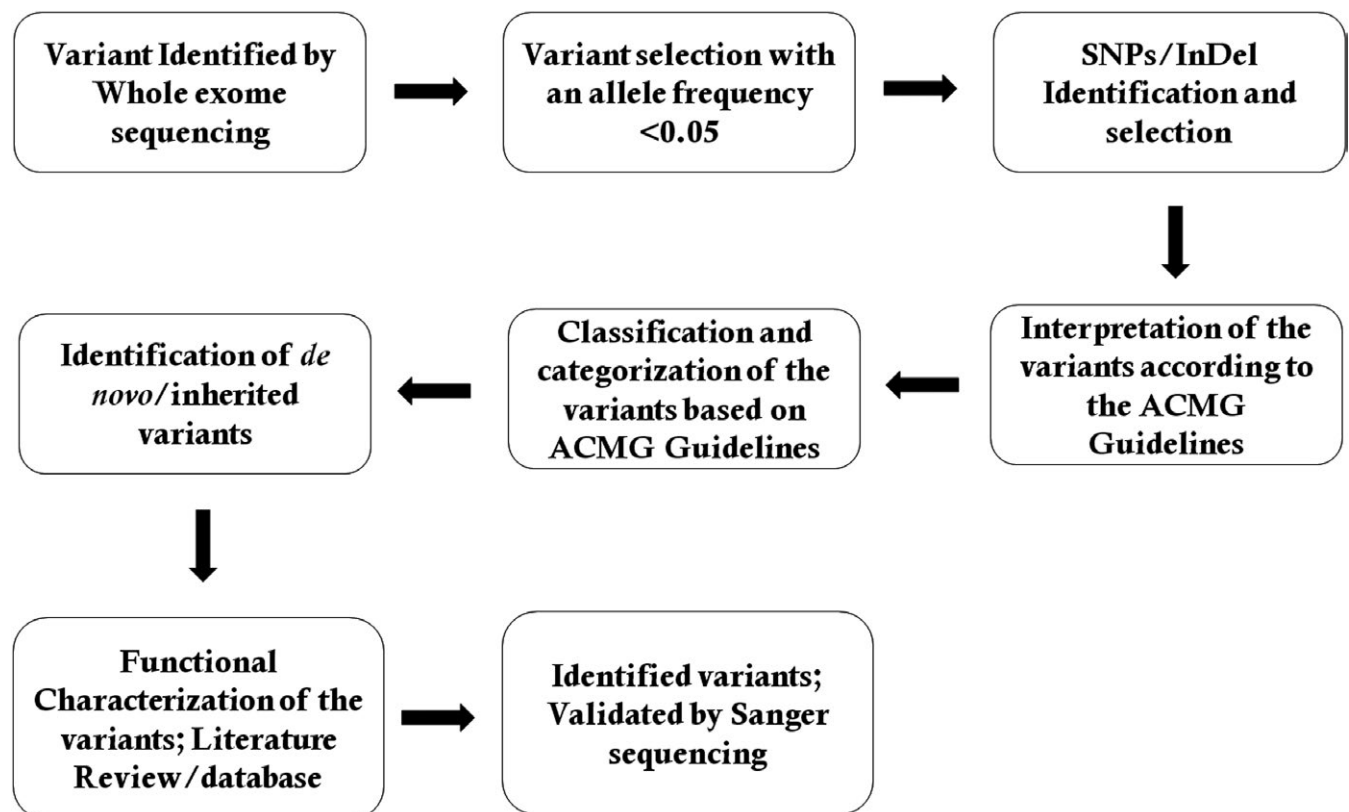 Variant Identified by
Whole exome
sequencing
Variant selection with
an allele frequency
<0.05
SNPs/InDel
Identification and
selection
Interpretation of the
variants according to
the ACMG
Guidelines
Classification and
categorization of the
variants based on
ACMG Guidelines
Identification of de
novo/inherited
variants
Functional
Characterization of the
variants; Literature
Review/database
Identified variants;
Validated by Sanger
sequencing